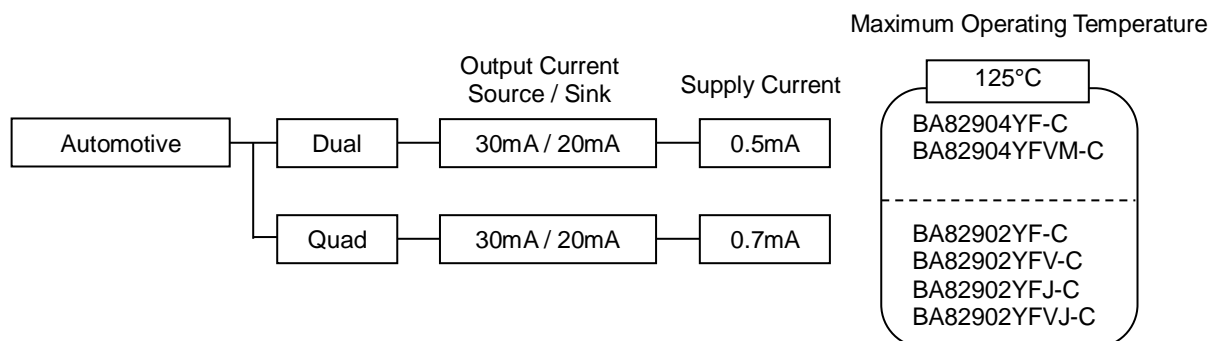 Maximum Operating Temperature
Output Current
Source / Sink
Supply Current
125°C
Automotive
Dual
30mA / 20mA
0.5mA
BA82904YF-C
BA82904YFVM-C
Quad
30mA / 20mA
0.7mA
BA82902YF-C
BA82902YFV-C
BA82902YFJ-C
BA82902YFVJ-C